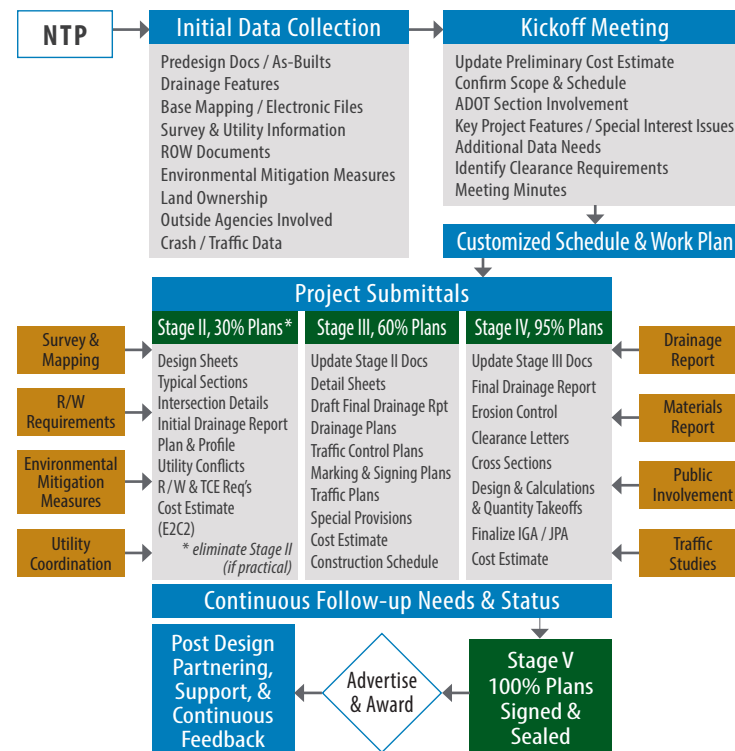 NTP
Initial Data Collection
Predesign Docs / As-Builts
Drainage Features
Base Mapping / Electronic Files
Survey & Utility Information
ROW Documents
Environmental Mitigation Measures
Land Ownership
Outside Agencies Involved
Crash / Traffic Data
Kickoff Meeting
Update Preliminary Cost Estimate
Confirm Scope & Schedule
ADOT Section Involvement
Key Project Features / Special Interest Issues
Additional Data Needs
Identify Clearance Requirements
Meeting Minutes
Customized Schedule & Work Plan
Project Submittals
Survey &
Mapping
R/W
Requirements
Environmental
Mitigation
Measures
Utility
Coordination
Stage II, 30% Plans*
Design Sheets
Typical Sections
Intersection Details
Initial Drainage Report
Plan & Profile
Utility Conflicts
R / W & TCE Req's
Cost Estimate
(E2C2)
* eliminate Stage II
(if practical)
Stage III, 60% Plans
Update Stage II Docs
Detail Sheets
Draft Final Drainage Rpt
Drainage Plans
Traffic Control Plans
Marking & Signing Plans
Traffic Plans
Special Provisions
Cost Estimate
Construction Schedule
Stage IV, 95% Plans
Update Stage III Docs
Final Drainage Report
Erosion Control
Clearance Letters
Cross Sections
Design & Calculations
& Quantity Takeoffs
Finalize IGA / JPA
Cost Estimate
Drainage
Report
Materials
Report
Public
Involvement
Traffic
Studies
Continuous Follow-up Needs & Status
Post Design
Partnering,
Support, &
Continuous
Feedback
Advertise
& Award
Stage V
100% Plans
Signed &
Sealed